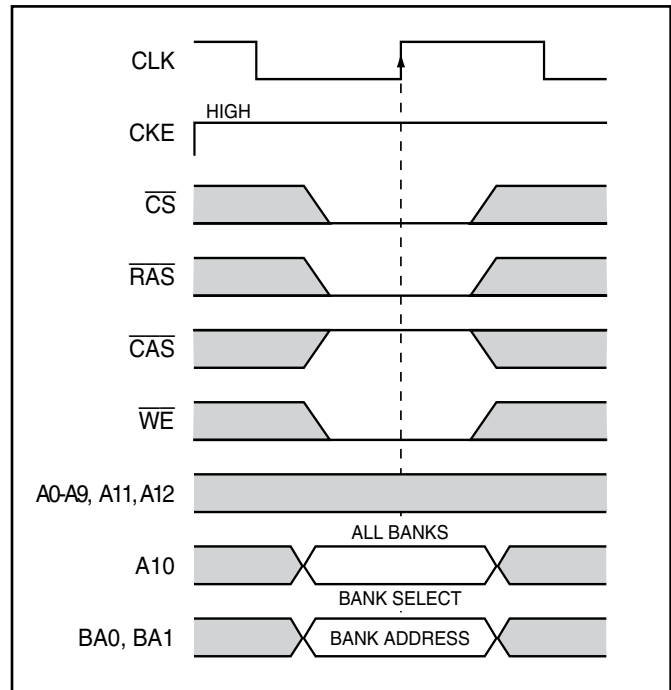 CLK
HIGH
CKE
CS
RAS
CAS
WE
A0-A9, A11, A12
ALL BANKS
A10
BANK SELECT
BA0, BA1
BANK ADDRESS